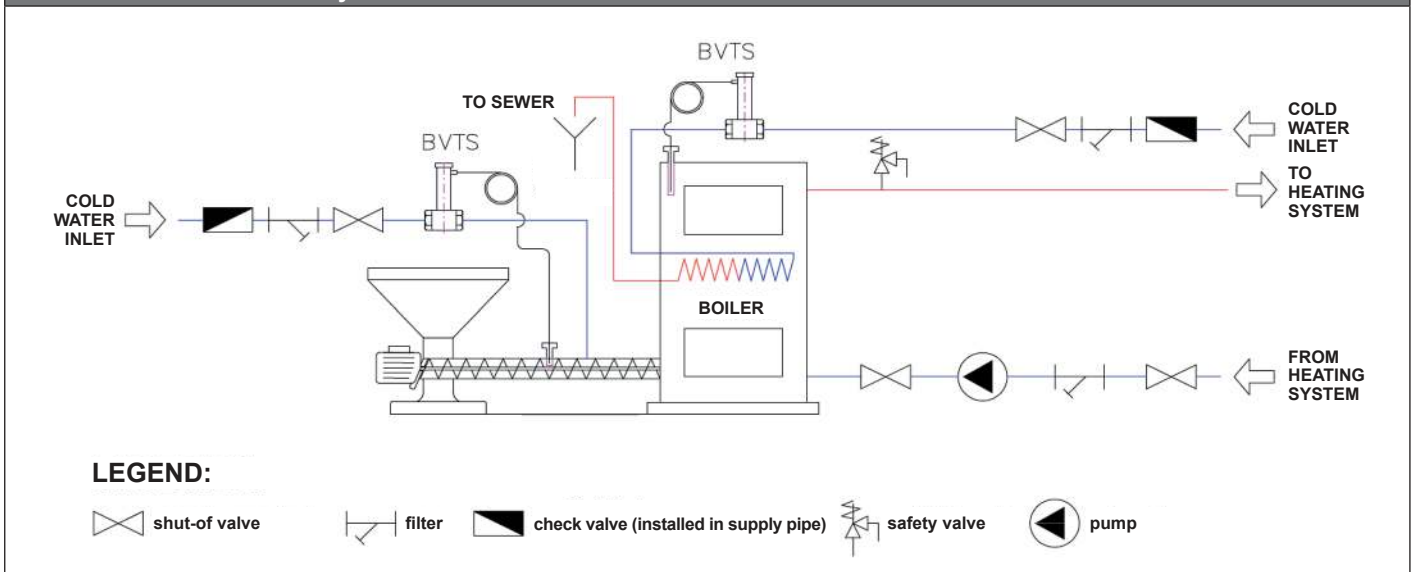 BVTS
TO SEWER
COLD
WATER
INLET
BVTS
TO
HEATING
SYSTEM
COLD
WATER
INLET
BOILER
FROM
HEATING
SYSTEM
LEGEND:
shut-of valve
filter
check valve (installed in supply pipe)
safety valve
pump